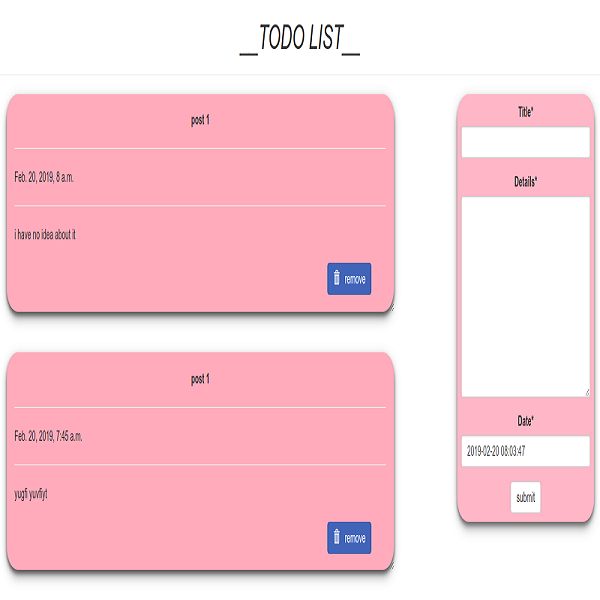 __TODO LIST__
post 1
Feb. 20, 2019, 8 a.m.
i have no idea about it
remove
post 1
Feb. 20, 2019, 7:45 a.m.
yugfi yuvfiyt
remove
Title*
Details*
Date*
2019-02-20 08:03:47
submit